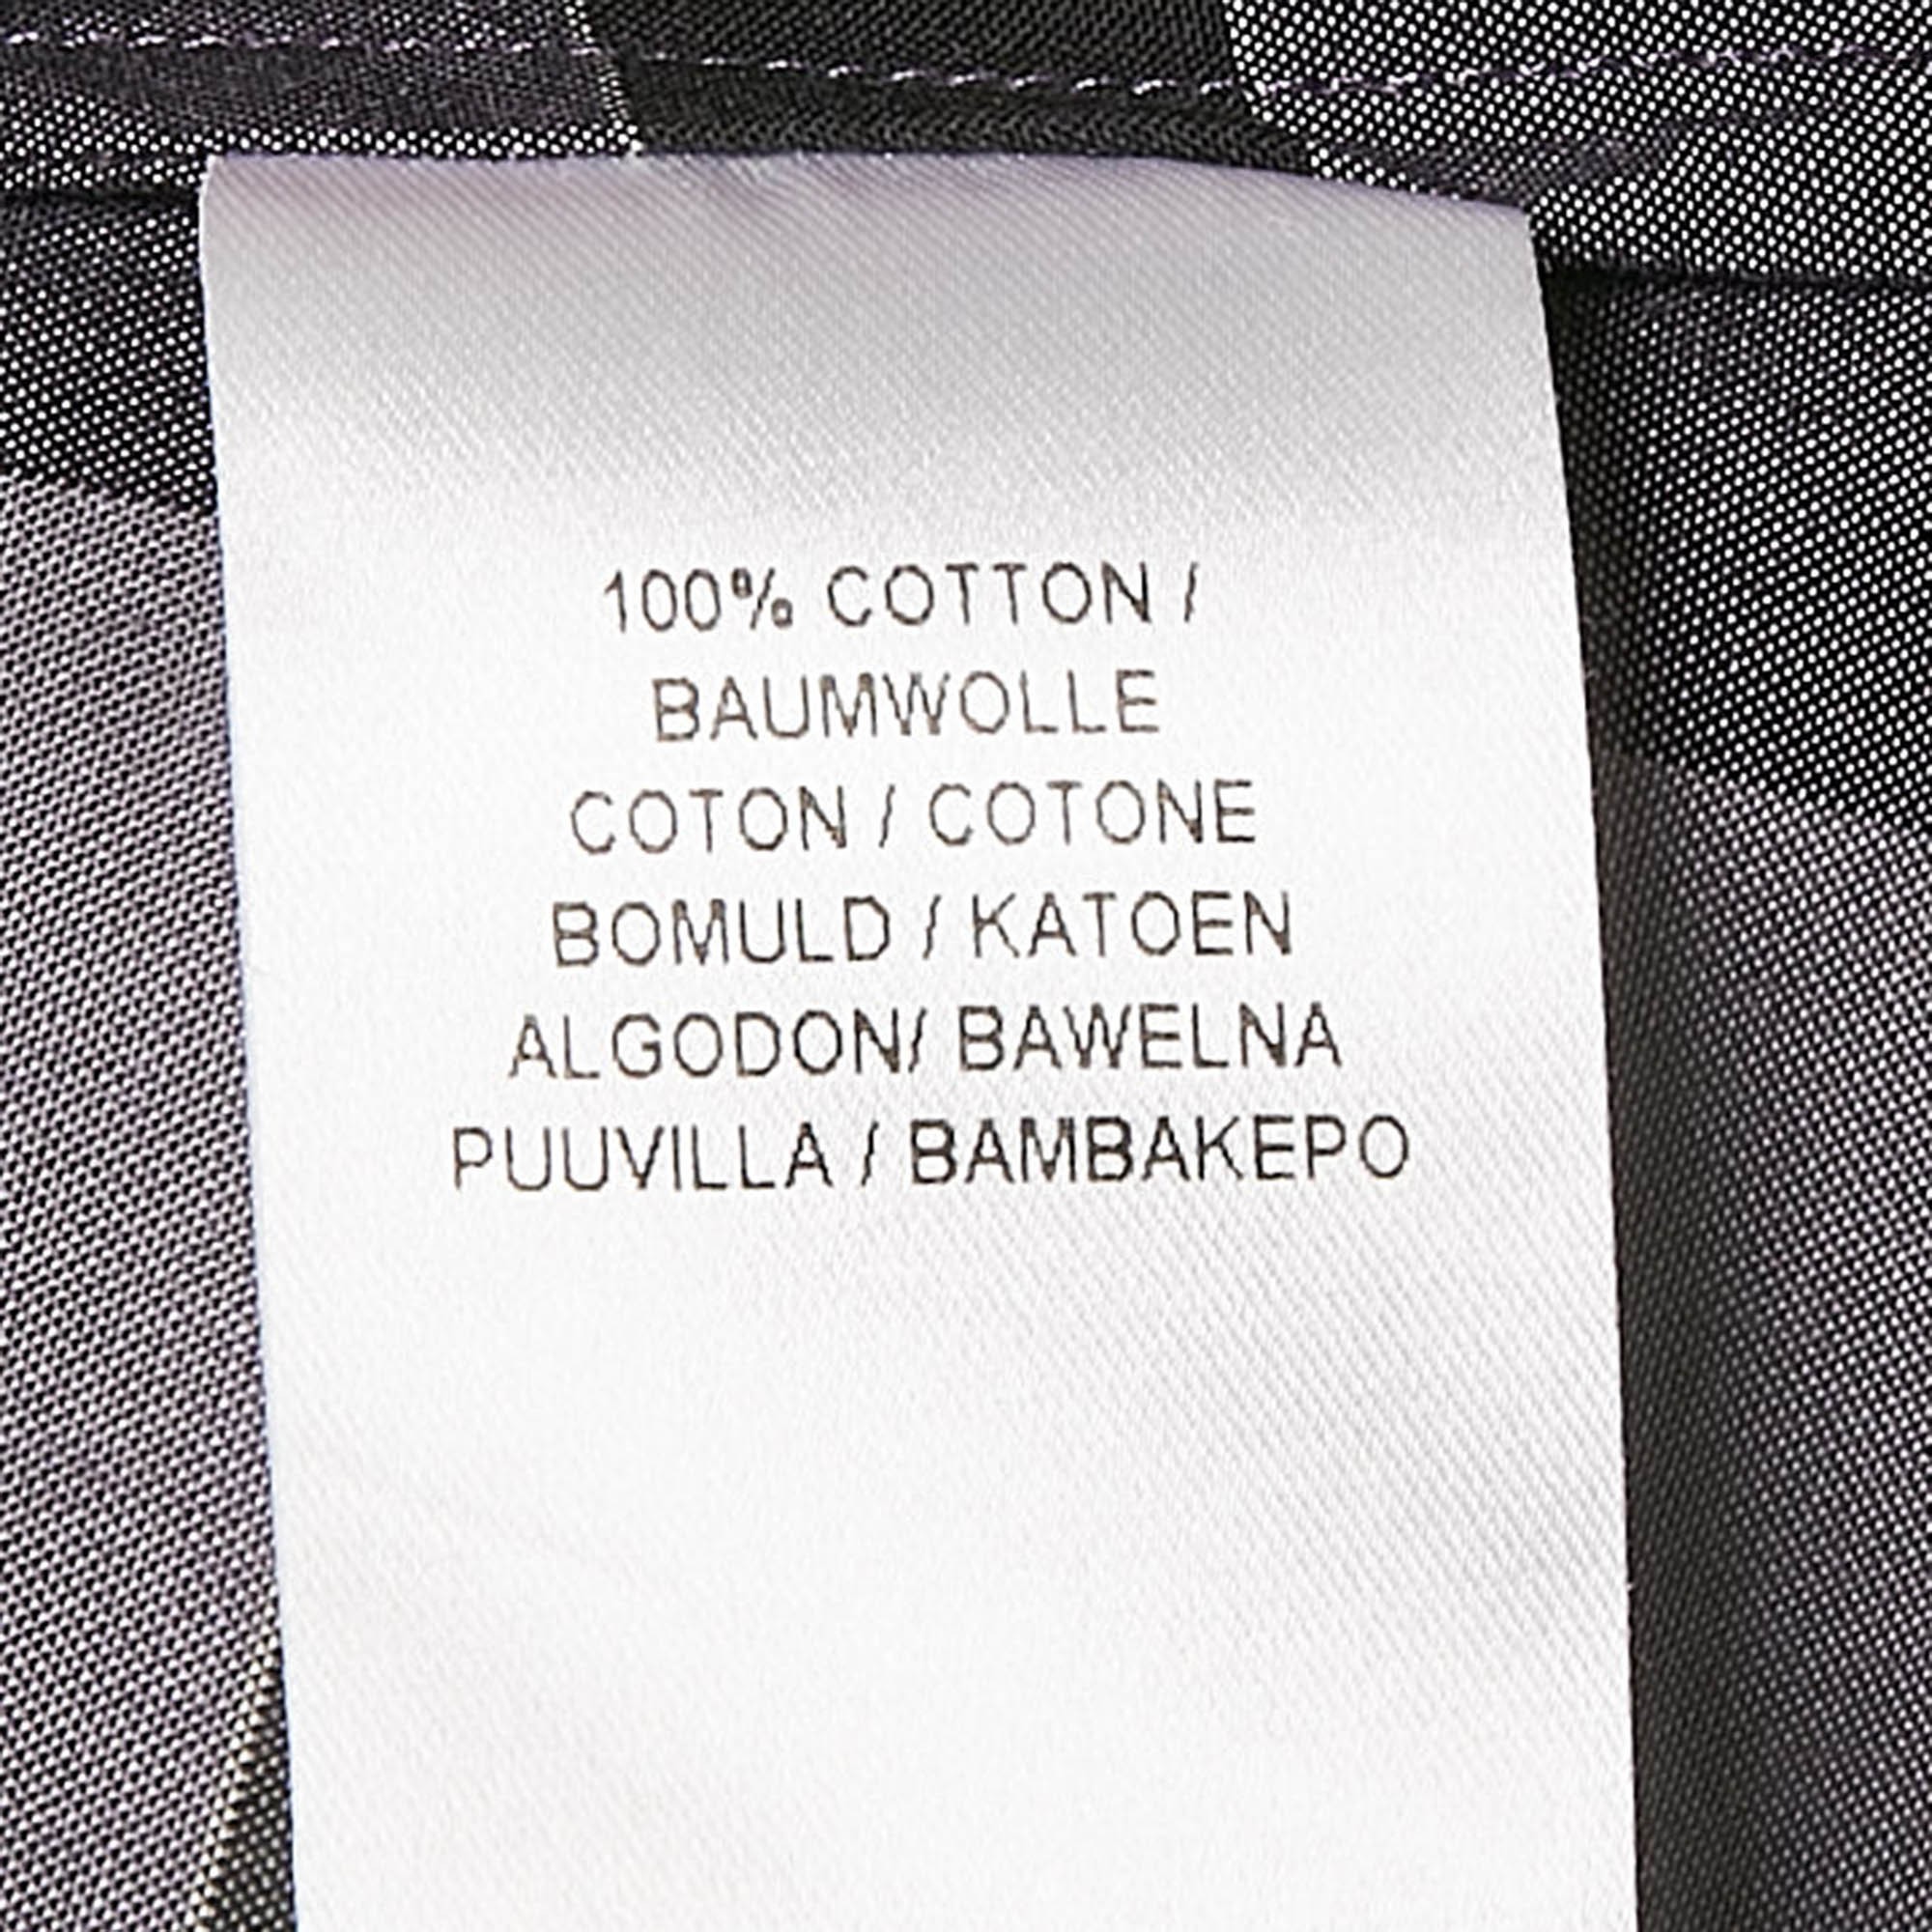 100% COTTON /
BAUMWOLLE
COTON / COTONE
BOMULD / KATOEN
ALGODON/ BAWELNA
PUUVILLA / BAMBAKEPO